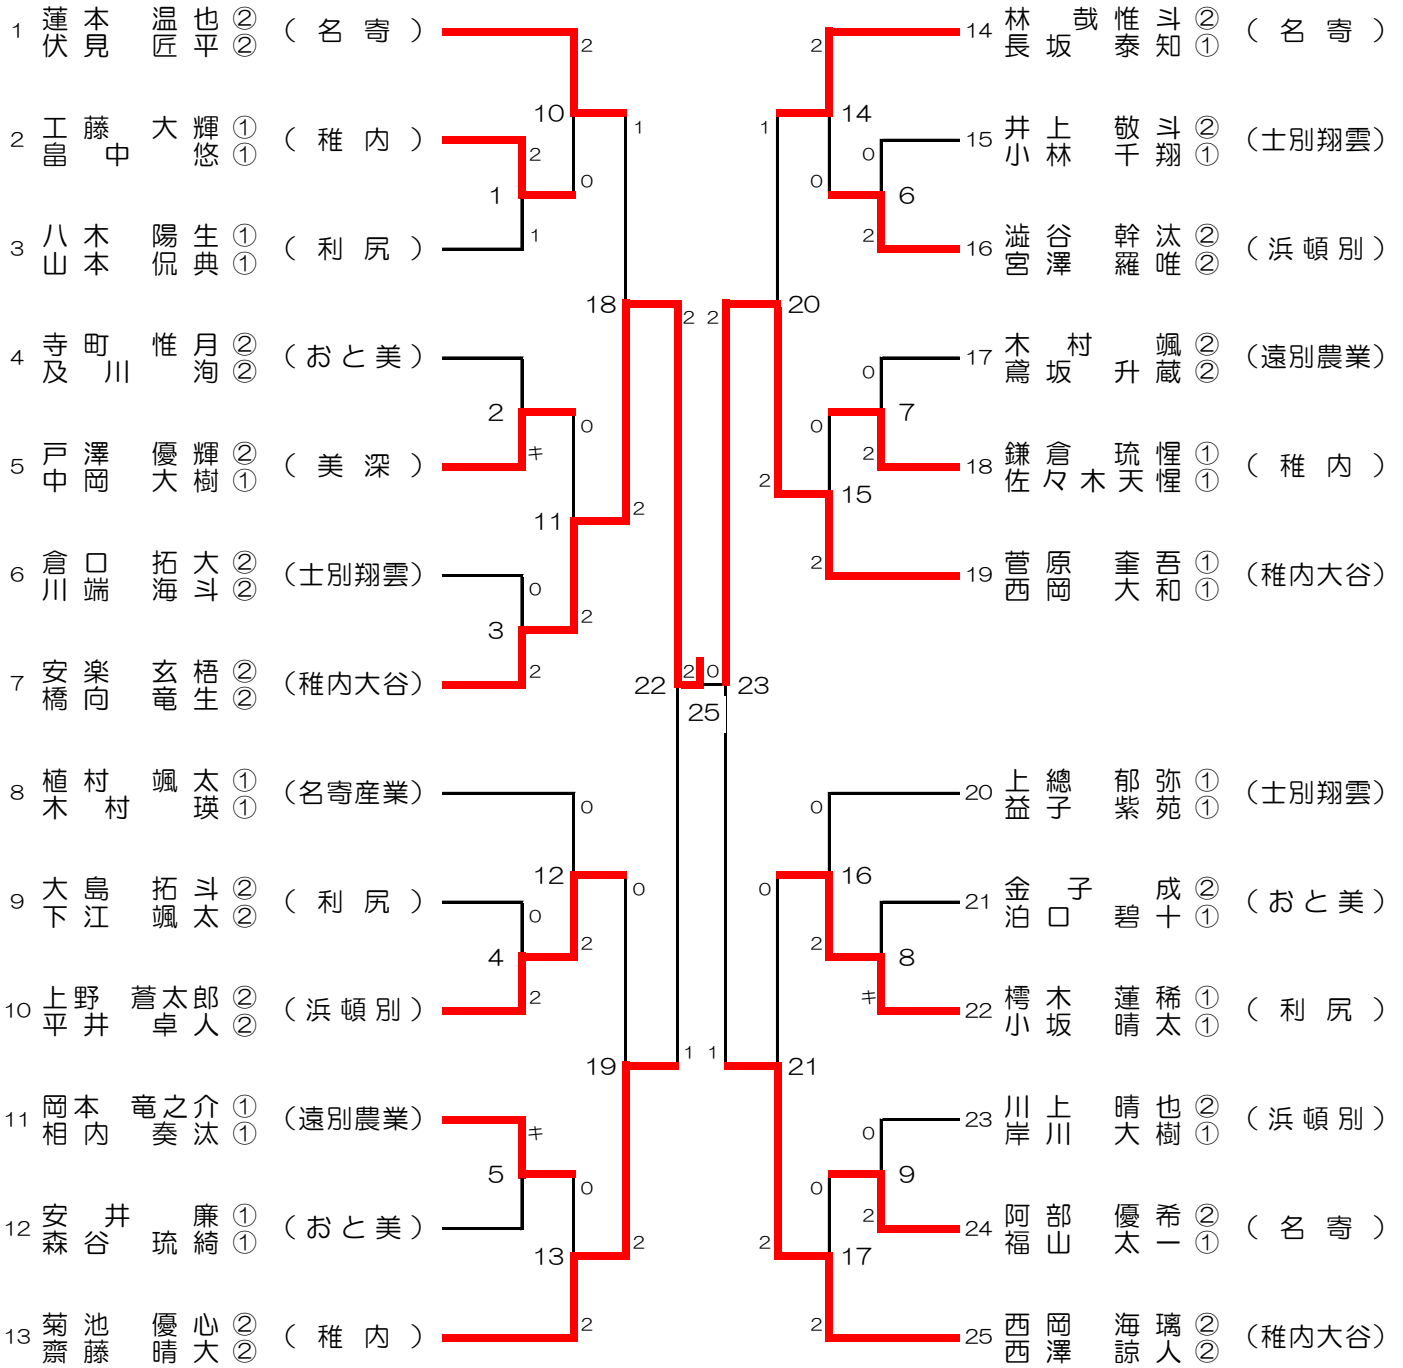 1 蓮本 温也② (名寄)
伏見 匠平②
2 工藤 大輝① (稚内)
畠中 悠①
3 八木 陽生① (利尻)
山本 侃典①
4 寺町 惟月② (おと美)
及川 洵②
5 戸澤 優輝② (美深)
中岡 大樹①
6 倉口 拓大② (士別翔雲)
川端 海斗②
7 安楽 玄梧② (稚内大谷)
橋向 竜生②
8 植村 颯太① (名寄産業)
木村 瑛①
9 大島 拓斗② (利尻)
下江 颯太②
10 上野 蒼太郎② (浜頓別)
平井 卓人②
11 岡本 竜之介① (遠別農業)
相内 奏汰①
12 安井 廉① (おと美)
森谷 琉綺①
13 菊池 優心② (稚内)
齋藤 晴大②
2
10
1
2
0
1
1
18
2
2
0
キ
11
2
0
2
3
2
22
2
0
25
23
0
12
0
0
4
2
2
19
1
キ
5
0
2
13
2
2
14
1
0
0
6
2
2
20
0
7
0
2
2
15
2
0
16
0
2
8
キ
1
21
0
9
0
2
2
17
2
14 林 哉惟斗② (名寄)
長坂 泰知①
15 井上 敬斗② (士別翔雲)
小林 千翔①
16 澁谷 幹汰② (浜頓別)
宮澤 羅唯②
17 木村 颯② (遠別農業)
鳶坂 升蔵②
18 鎌倉 琉惺① (稚内)
佐々木天惺①
19 菅原 奎吾① (稚内大谷)
西岡 大和①
20 上總 郁弥① (士別翔雲)
益子 紫苑①
21 金子 成② (おと美)
泊口 碧十①
22 樗木 蓮稀① (利尻)
小坂 晴太①
23 川上 晴也② (浜頓別)
岸川 大樹①
24 阿部 優希② (名寄)
福山 太一①
25 西岡 海璃② (稚内大谷)
西澤 諒人②